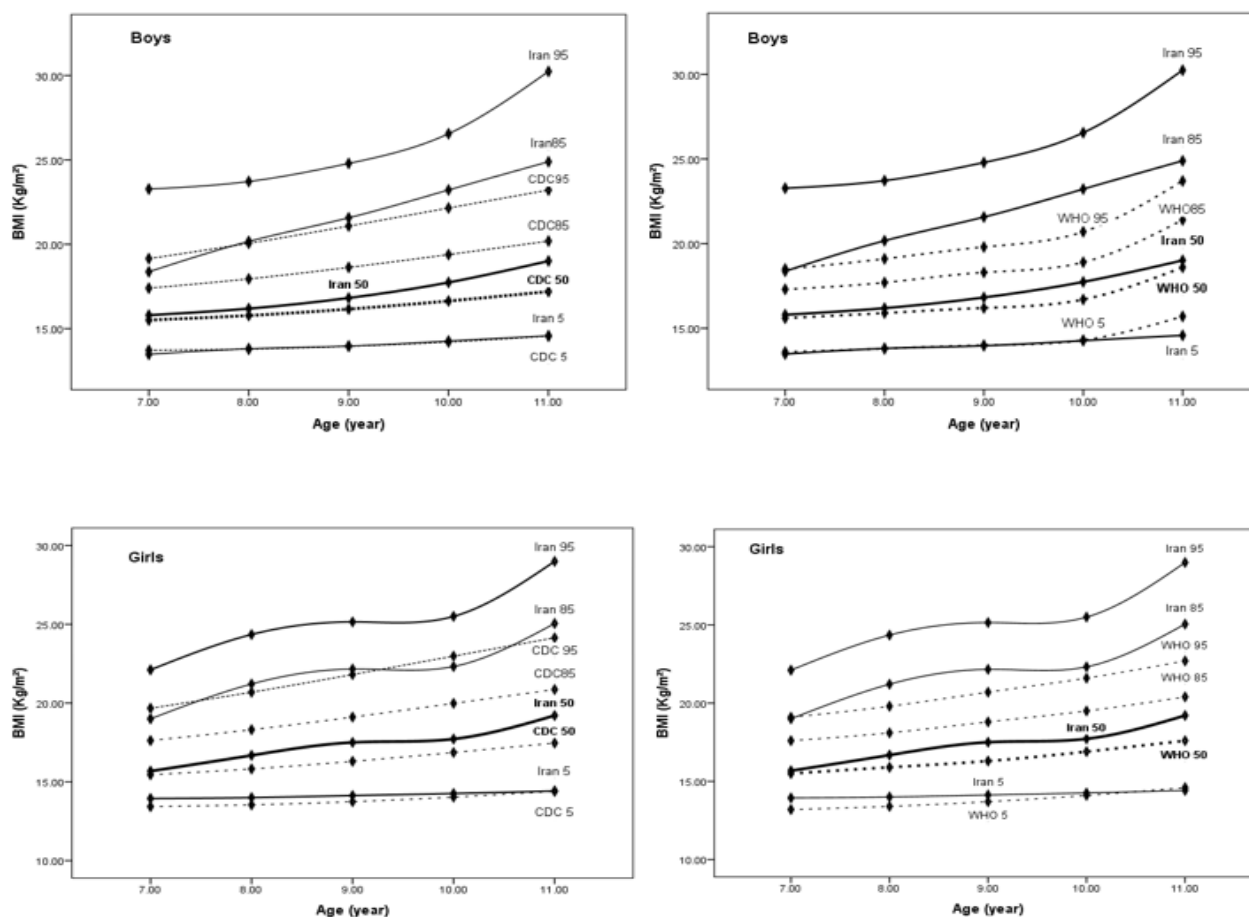 Boys
Iran 95
30.00
Iran85
25.00
CDC95
BMI (Kg/m²)
20.00
CDC85
Iran 50
CDC 50
15.00
Iran 5
CDC 5
7.00 8.00 9.00 10.00 11.00
Age (year)
Boys
Iran 95
30.00
Iran 85
25.00
BMI (Kg/m²)
WHO 95
WHO85
20.00
Iran 50
WHO 50
WHO 5
15.00
Iran 5
7.00 8.00 9.00 10.00 11.00
Age (year)
Girls
Iran 95
30.00
Iran 85
25.00
CDC 95
CDC85
BMI (Kg/m²)
20.00
Iran 50
CDC 50
15.00
Iran 5
CDC 5
10.00
7.00 8.00 9.00 10.00 11.00
Age (year)
Girls
Iran 95
30.00
Iran 85
25.00
WHO 95
WHO 85
BMI (Kg/m²)
20.00
Iran 50
WHO 50
15.00
Iran 5
WHO 5
10.00
7.00 8.00 9.00 10.00 11.00
Age (year)